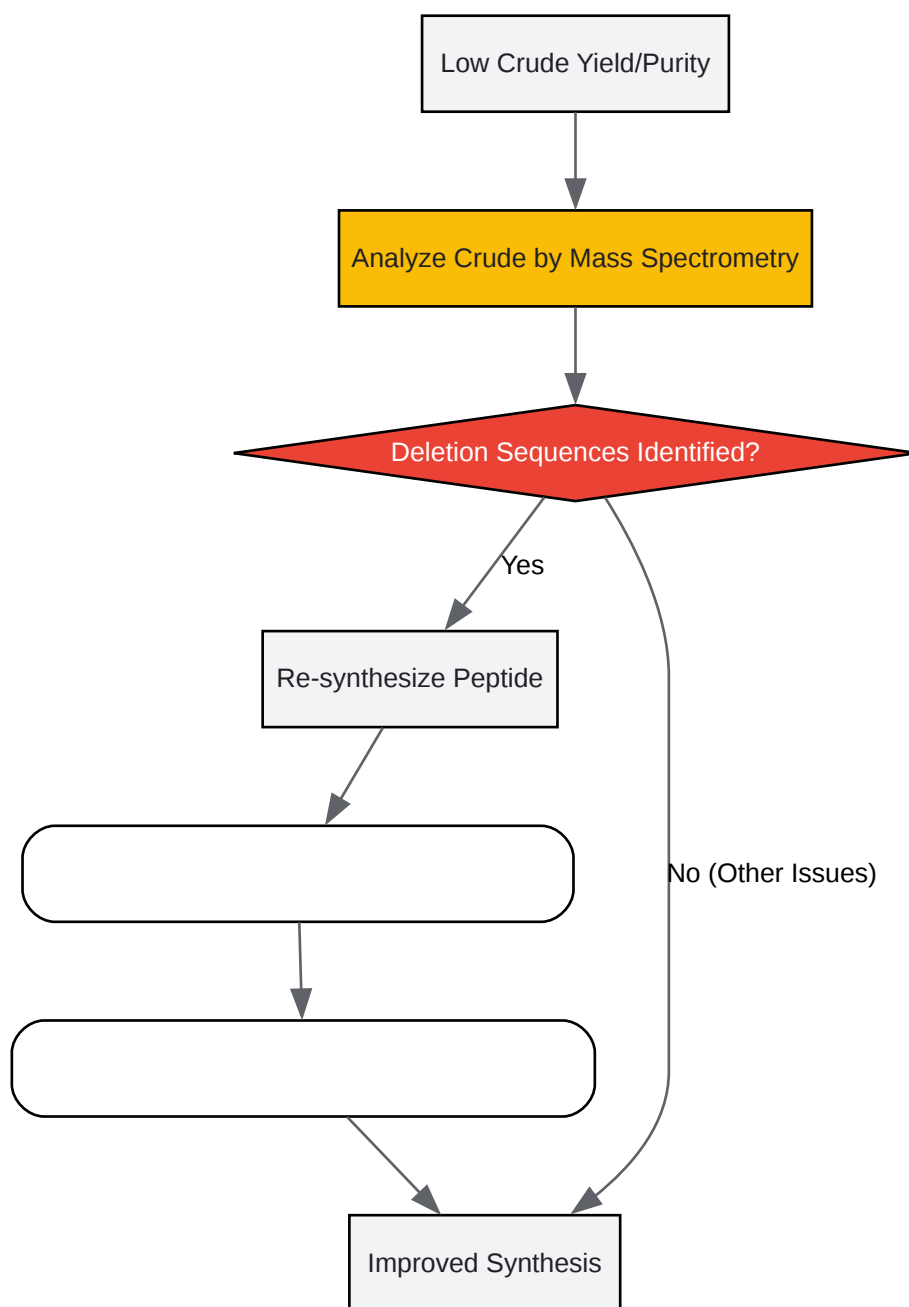 Low Crude Yield/Purity
Analyze Crude by Mass Spectrometry
Deletion Sequences Identified?
Yes
Re-synthesize Peptide
No (Other Issues)
Improved Synthesis